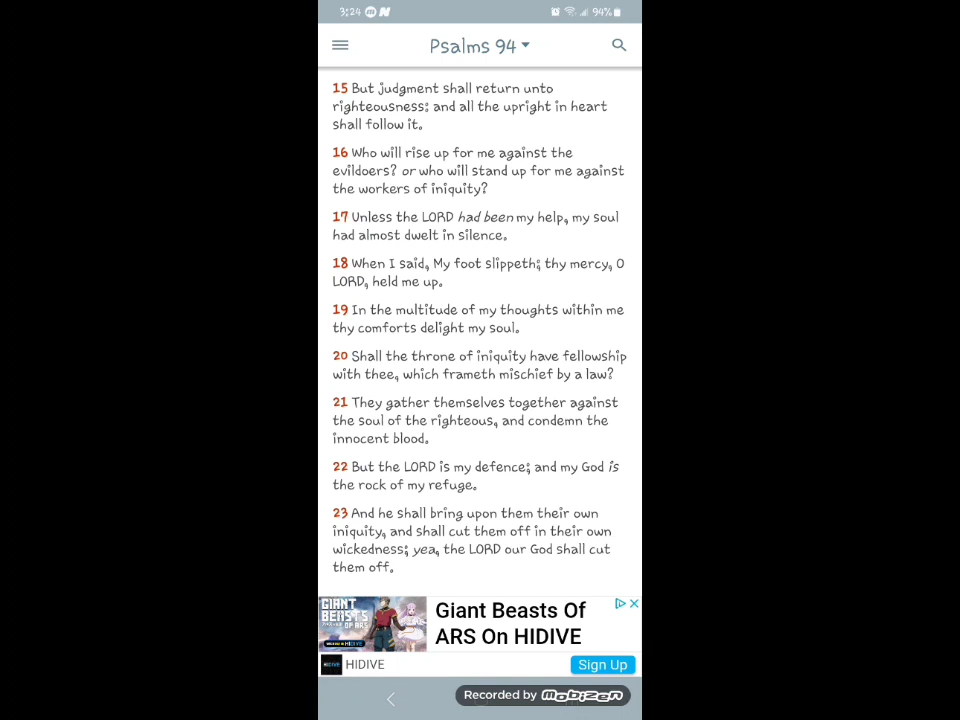 3:24 94%
Psalms 94
15 But judgment shall return unto
righteousness: and all the upright in heart
shall follow it.
16 Who will rise up for me against the
evildoers? or who will stand up for me against
the workers of iniquity?
17 Unless the LORD had been my help, my soul
had almost dwelt in silence.
18 When I said, My foot slippeth; thy mercy, O
LORD, held me up.
19 In the multitude of my thoughts within me
thy comforts delight my soul.
20 Shall the throne of iniquity have fellowship
with thee, which frameth mischief by a law?
21 They gather themselves together against
the soul of the righteous, and condemn the
innocent blood.
22 But the LORD is my defence; and my God is
the rock of my refuge.
23 And he shall bring upon them their own
iniquity, and shall cut them off in their own
wickedness; yea, the LORD our God shall cut
them off.
GIANT
BEASTS
OF ARS
Giant Beasts Of
ARS On HIDIVE
HIDIVE
HIDIVE
Sign Up
Recorded by mobizen